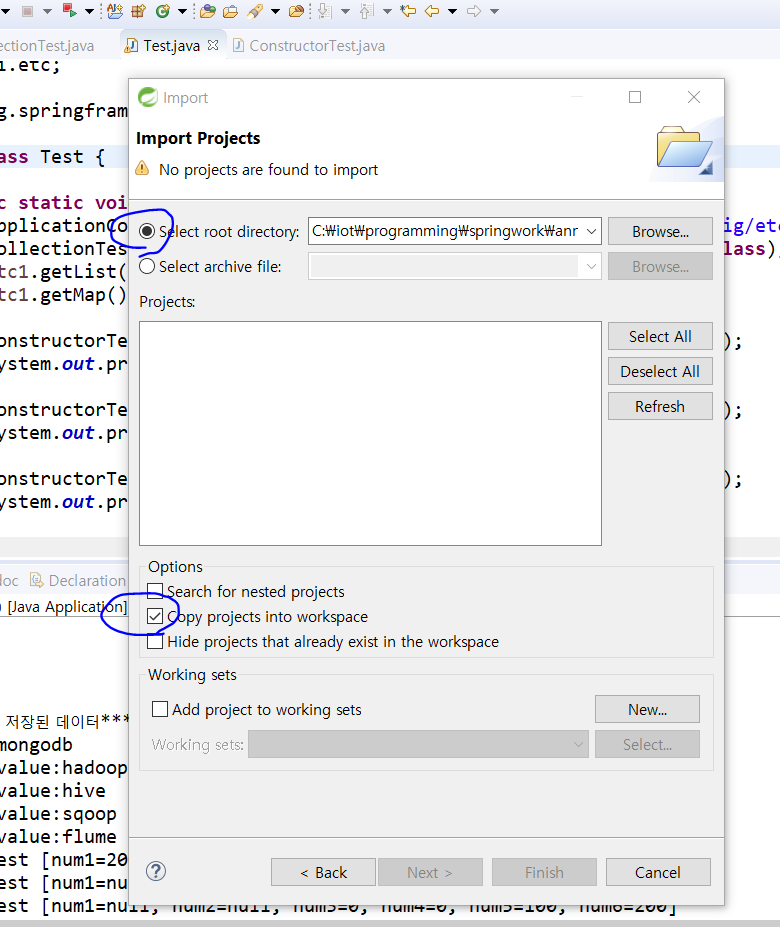 ectionTest.java
Test.java
ConstructorTest.java
i.etc;
Import
g.springfram
Import Projects
ass Test {
No projects are found to import
c static voi
pplicationCo
Select root directory:
C:\iot\programming\springwork\anr
Browse...
ig/etc
ollectionTes
lass);
tc1.getList(
Select archive file:
Browse...
tc1.getMap()
Projects:
onstructorTe
Select All
);
ystem.out.pr
Deselect All
onstructorTe
Refresh
);
ystem.out.pr
onstructorTe
);
ystem.out.pr
Options
doc
Declaration
Search for nested projects
[Java Application]
Copy projects into workspace
Hide projects that already exist in the workspace
Working sets
저장된 데이터***
Add project to working sets
New...
mongodb
Working sets:
Select...
value:hadoop
value:hive
value:sqoop
value:flume
est [num1=20
< Back
Next >
Finish
Cancel
est [num1=nu
est [num1=null, num2=null, num3=0, num4=0, num5=100, num6=200]